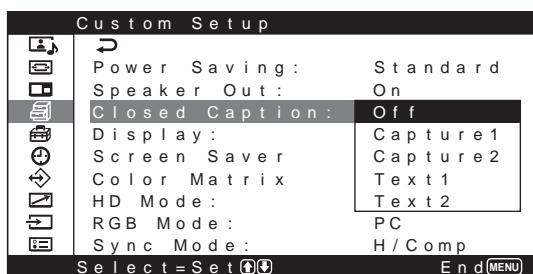 Custom Setup
Power Saving: Standard
Speaker Out: On
Closed Caption: Off
Display: Capture1
Screen Saver Capture2
Color Matrix Text1
HD Mode: Text2
RGB Mode: PC
Sync Mode: H/Comp
Select=Set End MENU